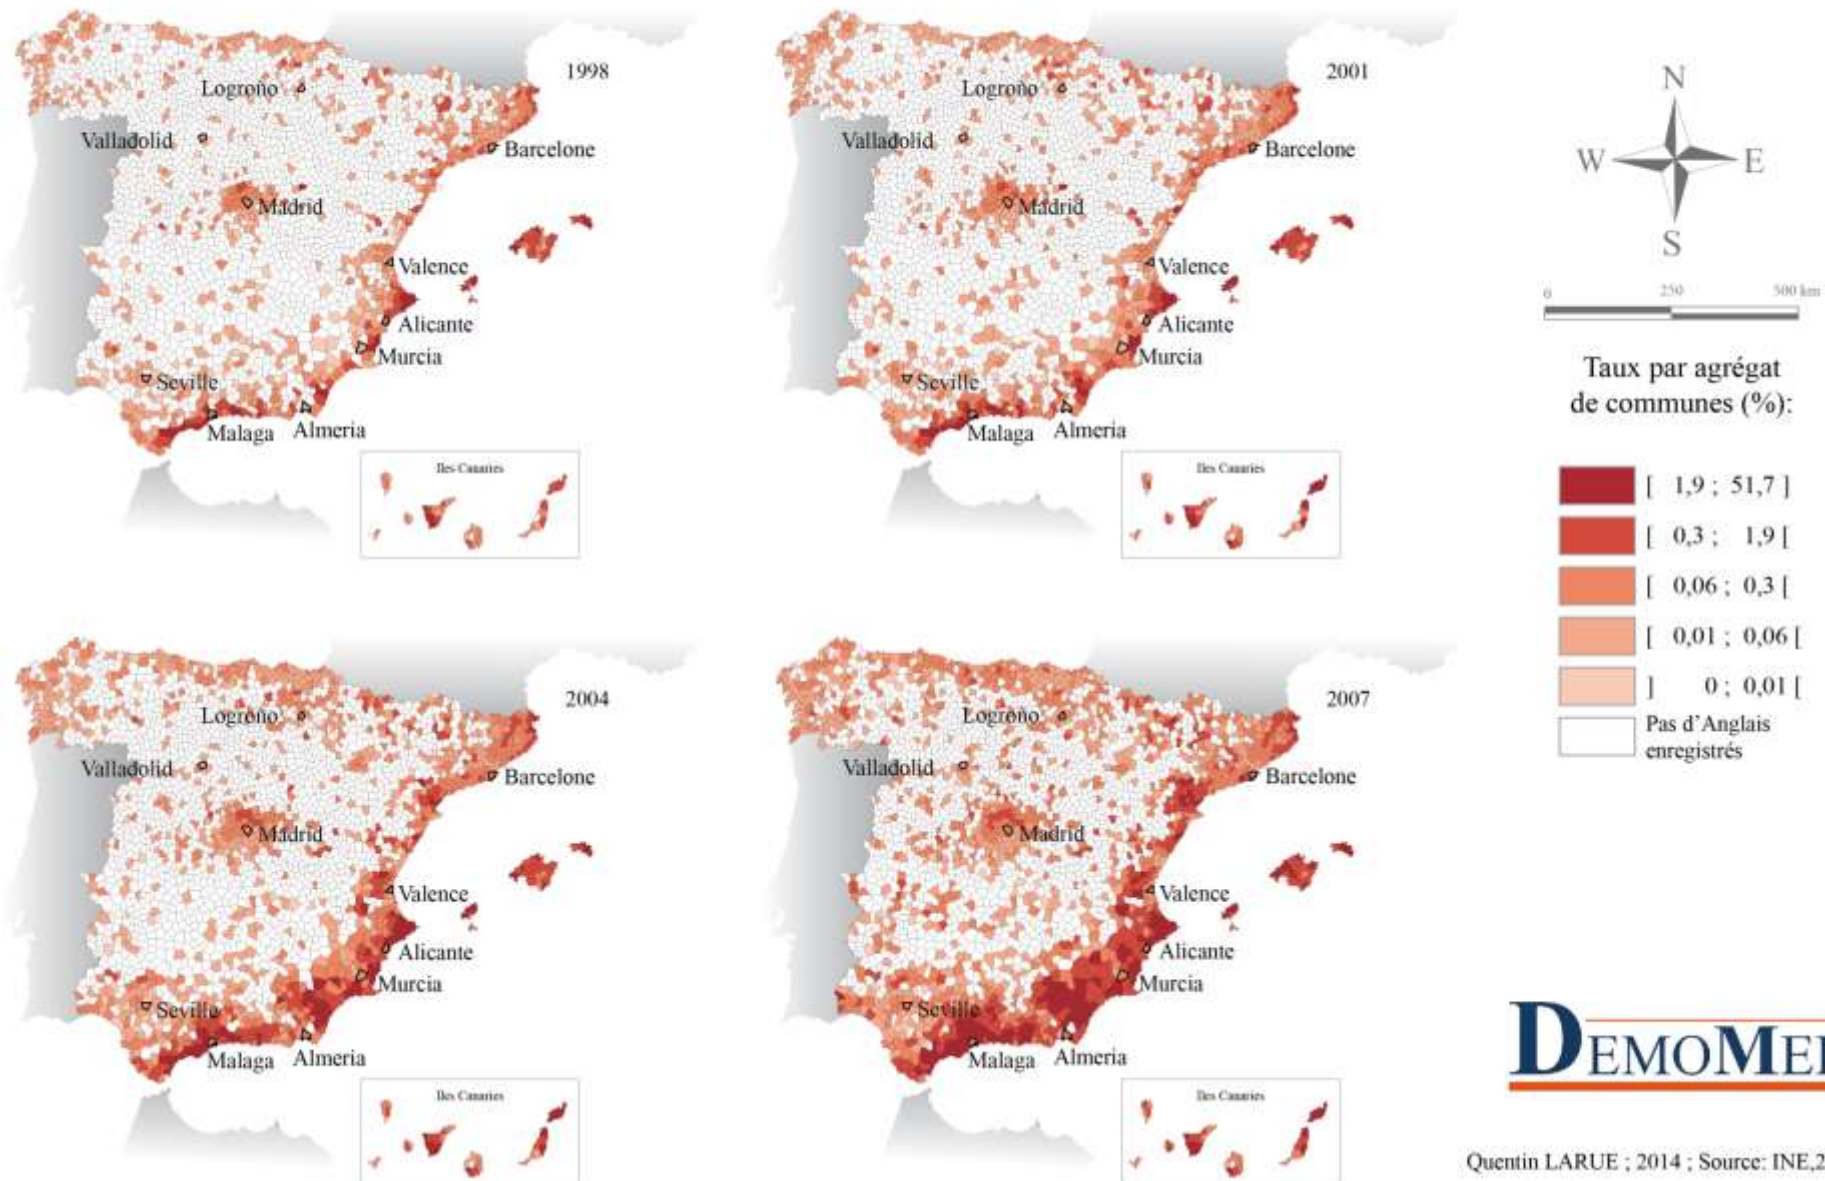 1998
Logroño
Valladolid
Barcelone
Madrid
Valence
Alicante
Murcia
Seville
Malaga
Almeria
Iles Canaries
2001
Logroño
Valladolid
Barcelone
Madrid
Valence
Alicante
Murcia
Seville
Malaga
Almeria
Iles Canaries
2004
Logroño
Valladolid
Barcelone
Madrid
Valence
Alicante
Murcia
Seville
Malaga
Almeria
Iles Canaries
2007
Logroño
Valladolid
Barcelone
Madrid
Valence
Alicante
Murcia
Seville
Malaga
Almeria
Iles Canaries
N
W E
S
0 250 500 km
Taux par agrégat
de communes (%):
[ 1,9 ; 51,7 ]
[ 0,3 ; 1,9 [
[ 0,06 ; 0,3 [
[ 0,01 ; 0,06 [
] 0 ; 0,01 [
Pas d'Anglais
enregistrés
Quentin LARUE ; 2014 ; Source: INE,2